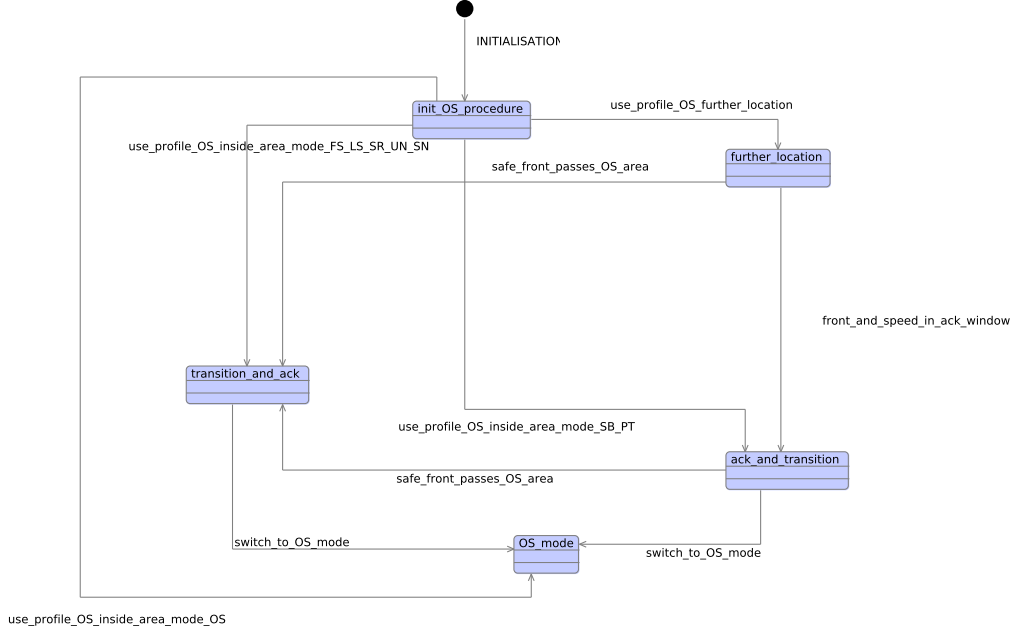 INITIALISATION
init_OS_procedure
use_profile_OS_further_location
use_profile_OS_inside_area_mode_FS_LS_SR_UN_SN
further_location
safe_front_passes_OS_area
front_and_speed_in_ack_window
transition_and_ack
use_profile_OS_inside_area_mode_SB_PT
ack_and_transition
safe_front_passes_OS_area
switch_to_OS_mode
OS_mode
switch_to_OS_mode
use_profile_OS_inside_area_mode_OS